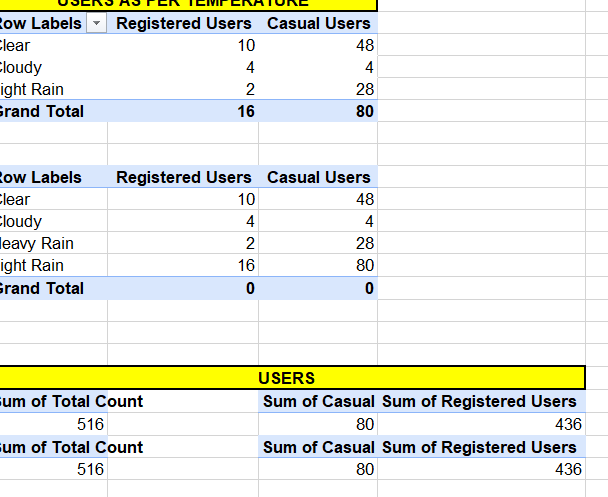 USERS AS PER TEMPERATURE
Row Labels Registered Users Casual Users
Clear 10 48
Cloudy 4 4
ight Rain 2 28
Grand Total 16 80
Row Labels Registered Users Casual Users
Clear 10 48
Cloudy 4 4
Heavy Rain 2 28
ight Rain 16 80
Grand Total 0 0
USERS
Sum of Total Count Sum of Casual Sum of Registered Users
516 80 436
Sum of Total Count Sum of Casual Sum of Registered Users
516 80 436